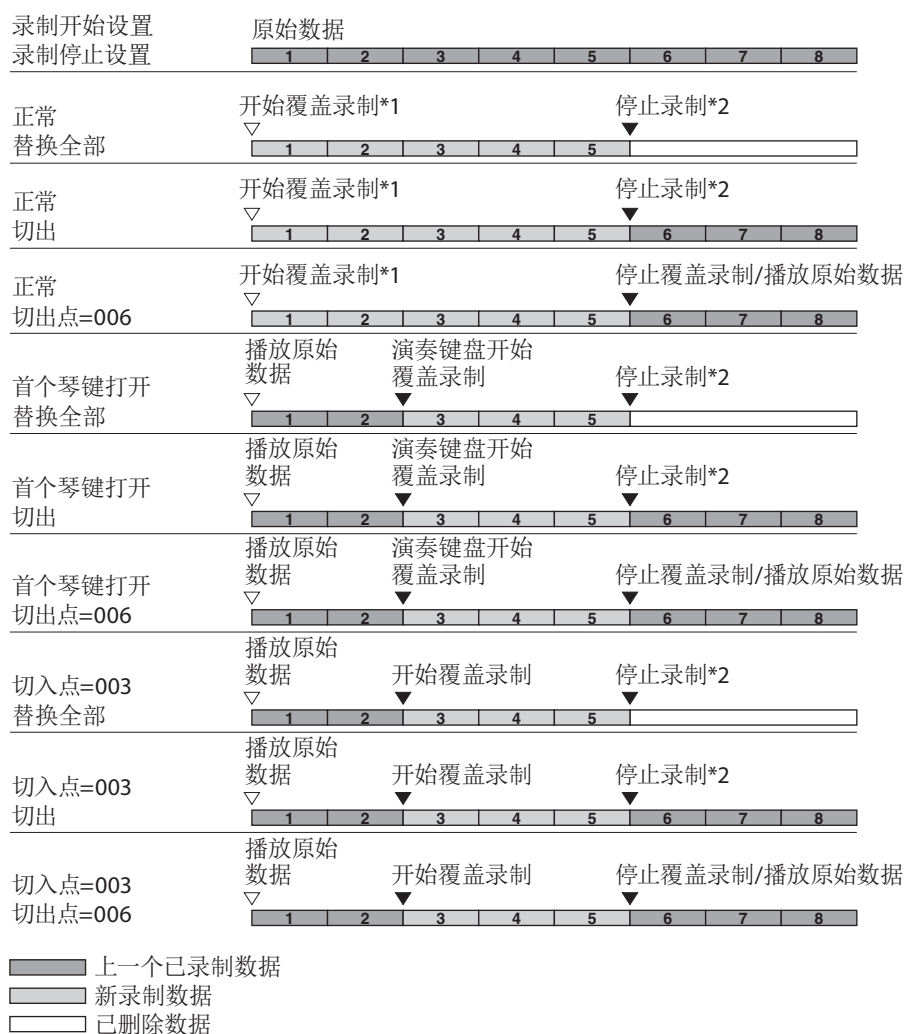 录制开始设置
录制停止设置
原始数据
1 2 3 4 5 6 7 8
正常
替换全部
开始覆盖录制*1
停止录制*2
1 2 3 4 5
正常
切出
开始覆盖录制*1
停止录制*2
1 2 3 4 5 6 7 8
正常
切出点=006
开始覆盖录制*1
停止覆盖录制/播放原始数据
1 2 3 4 5 6 7 8
首个琴键打开
替换全部
播放原始
数据
演奏键盘开始
覆盖录制
停止录制*2
1 2 3 4 5
首个琴键打开
切出
播放原始
数据
演奏键盘开始
覆盖录制
停止录制*2
1 2 3 4 5 6 7 8
首个琴键打开
切出点=006
播放原始
数据
演奏键盘开始
覆盖录制
停止覆盖录制/播放原始数据
1 2 3 4 5 6 7 8
切入点=003
替换全部
播放原始
数据
开始覆盖录制
停止录制*2
1 2 3 4 5
切入点=003
切出
播放原始
数据
开始覆盖录制
停止录制*2
1 2 3 4 5 6 7 8
切入点=003
切出点=006
播放原始
数据
开始覆盖录制
停止覆盖录制/播放原始数据
1 2 3 4 5 6 7 8
上一个已录制数据
新录制数据
已删除数据